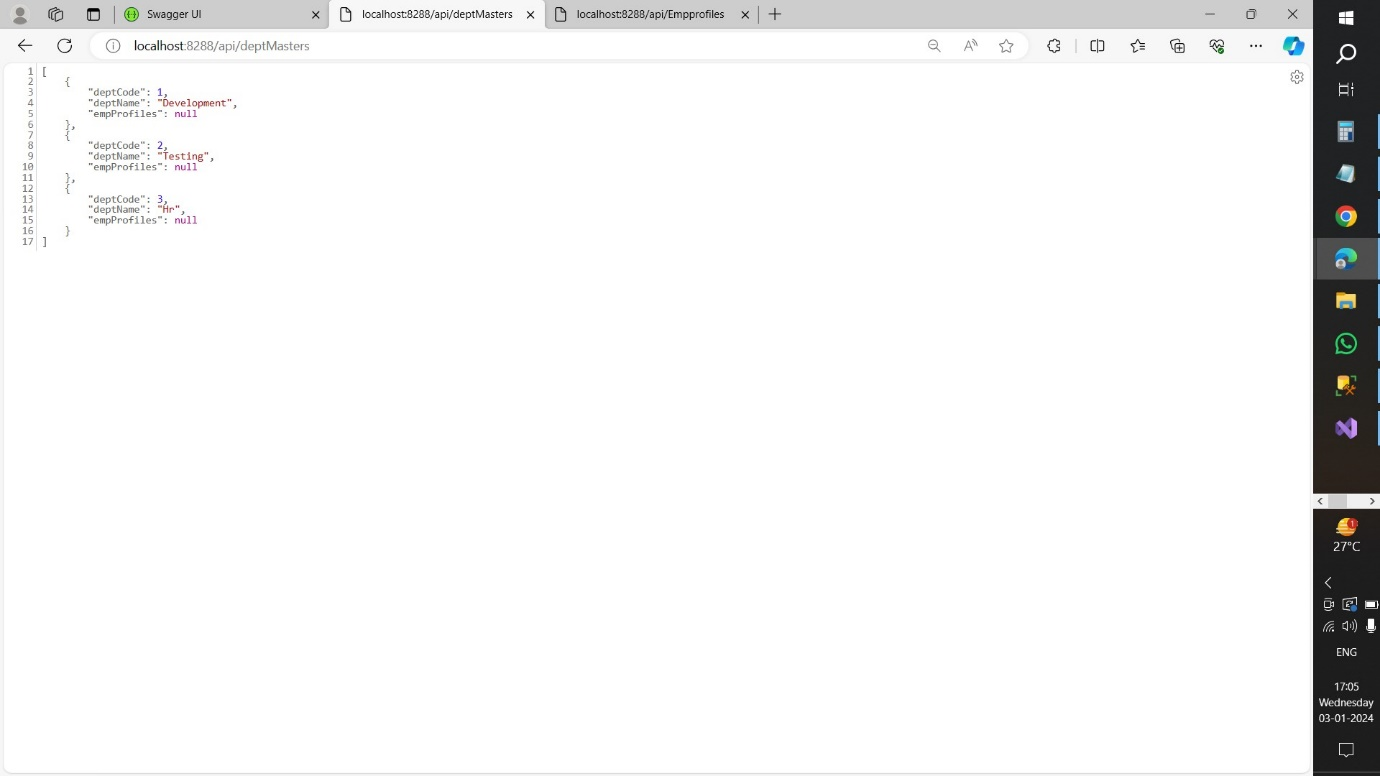 Swagger UI
localhost:8288/api/deptMasters
localhost:8288/api/Empprofiles
localhost:8288/api/deptMasters
1 [
2 {
3 "deptCode": 1,
4 "deptName": "Development",
5 "empProfiles": null
6 },
7 {
8 "deptCode": 2,
9 "deptName": "Testing",
10 "empProfiles": null
11 },
12 {
13 "deptCode": 3,
14 "deptName": "Hr",
15 "empProfiles": null
16 }
17 ]
1
27°C
ENG
17:05
Wednesday
03-01-2024